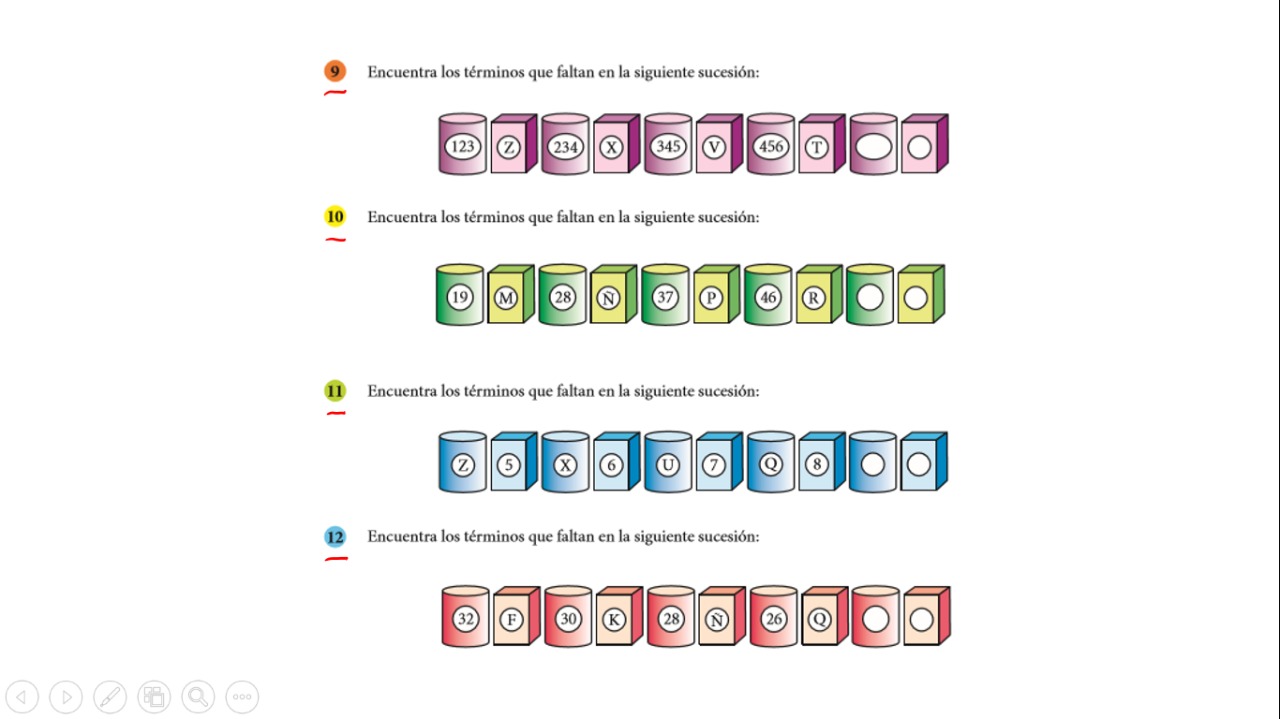 9 Encuentra los términos que faltan en la siguiente sucesión:
123 Z 234 X 345 V 456 T
10 Encuentra los términos que faltan en la siguiente sucesión:
19 M 28 Ñ 37 P 46 R
11 Encuentra los términos que faltan en la siguiente sucesión:
Z 5 X 6 U 7 Q 8
12 Encuentra los términos que faltan en la siguiente sucesión:
32 F 30 K 28 Ñ 26 Q